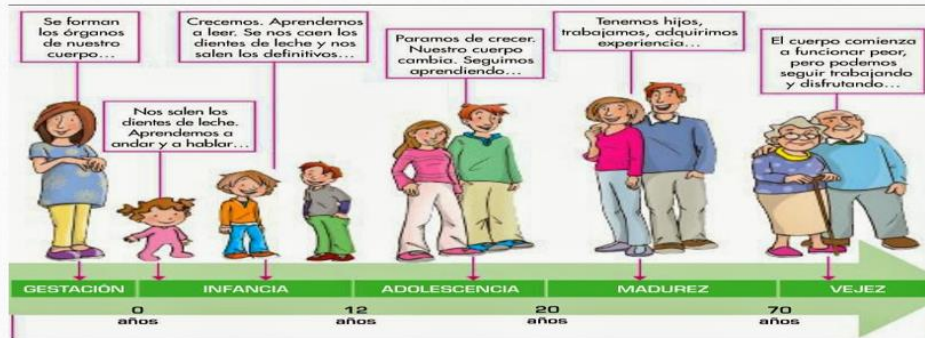 Se forman
los órganos
de nuestro
cuerpo...
Nos salen los
dientes de leche.
Aprendemos a
andar y a hablar...
Crecemos. Aprendemos
a leer. Se nos caen los
dientes de leche y nos
salen los definitivos...
Paramos de crecer.
Nuestro cuerpo
cambia. Seguimos
aprendiendo...
Tenemos hijos,
trabajamos, adquirimos
experiencia...
El cuerpo comienza
a funcionar peor,
pero podemos
seguir trabajando
y disfrutando...
GESTACIÓN
INFANCIA
ADOLESCENCIA
MADUREZ
VEJEZ
0
años
12
años
20
años
70
años